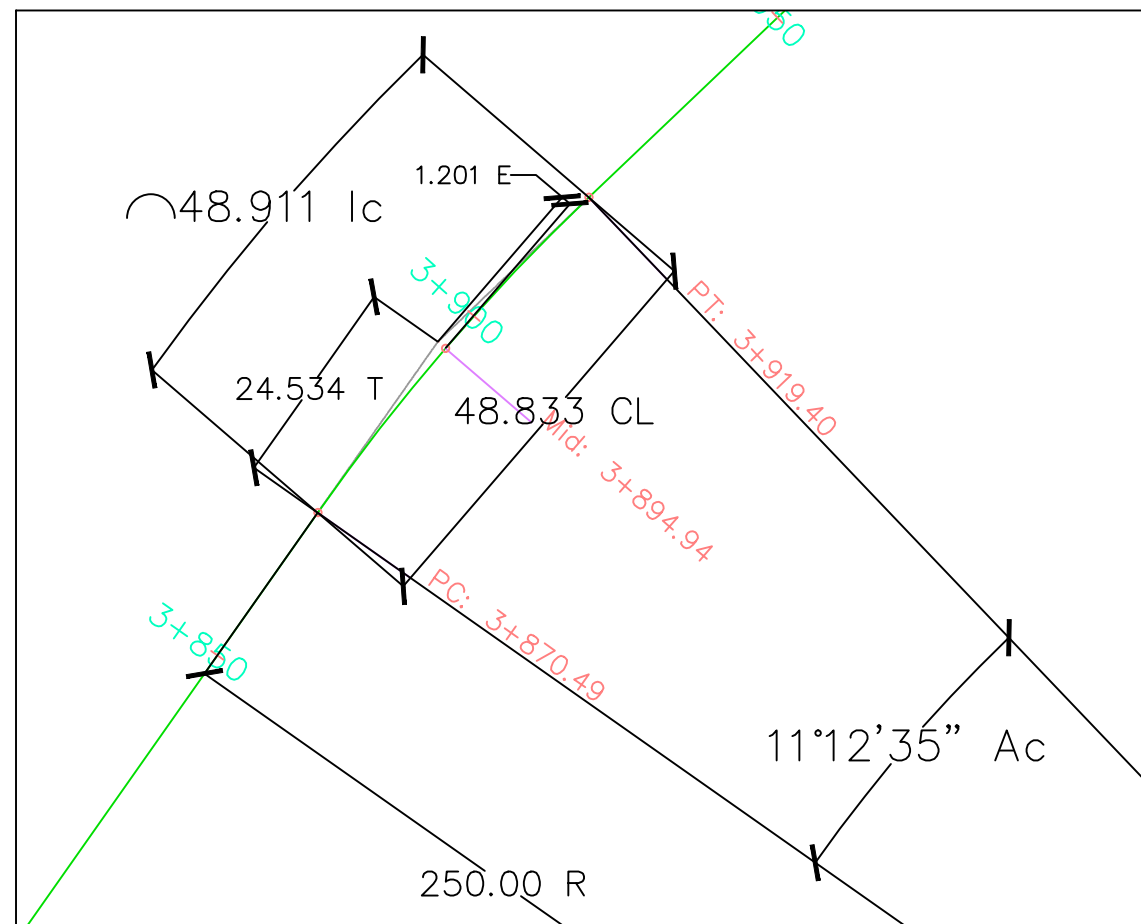 50
1.201 E
⌒48.911 lc
3+900
PT: 3+919.40
24.534 T
48.833 CL
Mid: 3+894.94
PC: 3+870.49
3+850
11°12’35” Ac
250.00 R